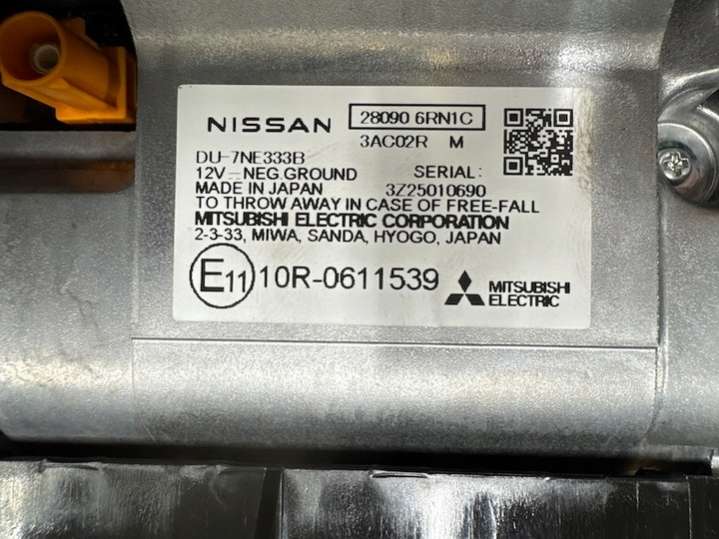 NISSAN
28090 6RN1C
3AC02R M
DU-7NE333B
12V⎓NEG.GROUND SERIAL:
MADE IN JAPAN 3Z25010690
TO THROW AWAY IN CASE OF FREE-FALL
MITSUBISHI ELECTRIC CORPORATION
2-3-33, MIWA, SANDA, HYOGO, JAPAN
E11 10R-0611539
MITSUBISHI
ELECTRIC